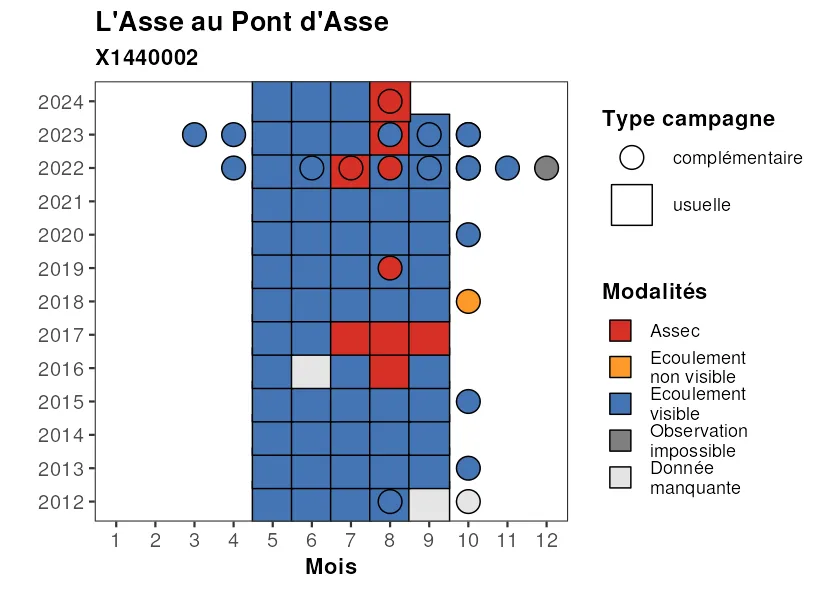 L'Asse au Pont d'Asse
X1440002
2024
2023
2022
2021
2020
2019
2018
2017
2016
2015
2014
2013
2012
1 2 3 4 5 6 7 8 9 10 11 12
Mois
Type campagne
complémentaire
usuelle
Modalités
Assec
Ecoulement
non visible
Ecoulement
visible
Observation
impossible
Donnée
manquante